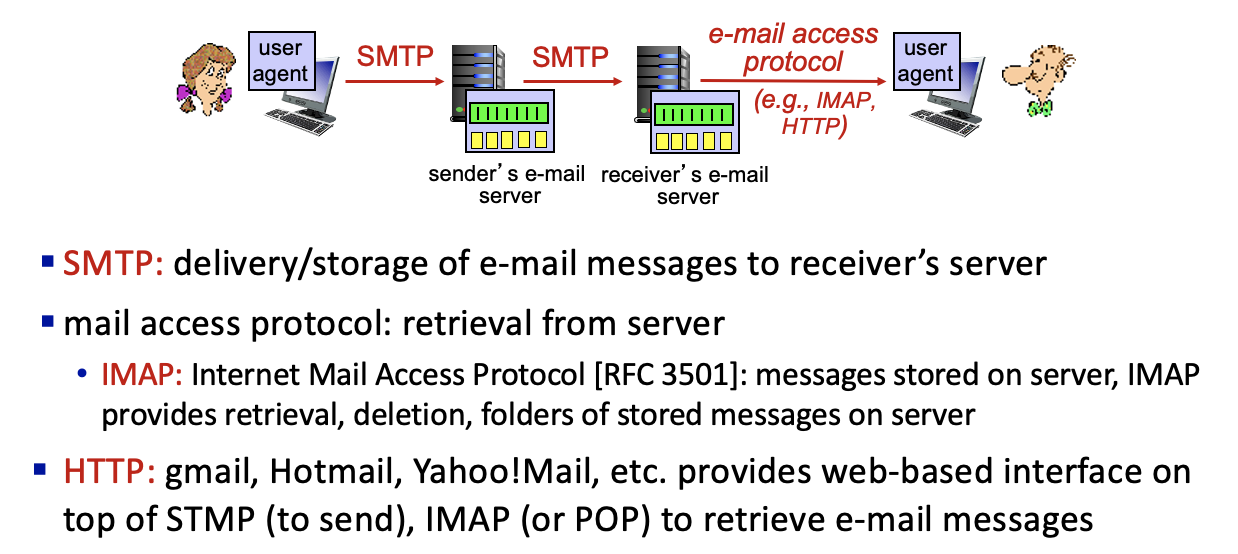 user
agent
SMTP
SMTP
e-mail access
protocol
(e.g., IMAP,
HTTP)
user
agent
sender’s e-mail
server
receiver’s e-mail
server
▪ SMTP: delivery/storage of e-mail messages to receiver’s server
▪ mail access protocol: retrieval from server
• IMAP: Internet Mail Access Protocol [RFC 3501]: messages stored on server, IMAP
provides retrieval, deletion, folders of stored messages on server
▪ HTTP: gmail, Hotmail, Yahoo!Mail, etc. provides web-based interface on
top of STMP (to send), IMAP (or POP) to retrieve e-mail messages